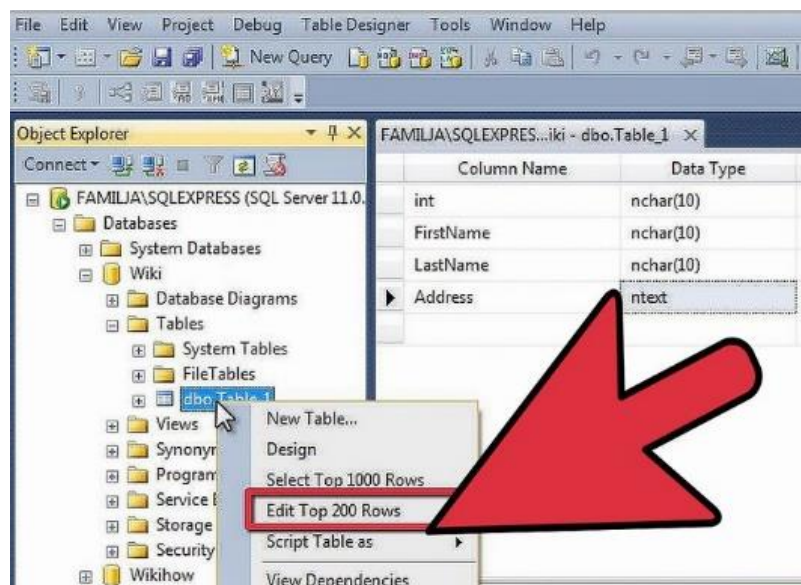 File Edit View Project Debug Table Designer Tools Window Help
New Query
Object Explorer
Connect
FAMILJA\SQLEXPRESS (SQL Server 11.0.
Databases
System Databases
Wiki
Database Diagrams
Tables
System Tables
FileTables
dbo.Table_1
Views
Synonyr
Program
Service
Storage
Security
Wikihow
New Table...
Design
Select Top 1000 Rows
Edit Top 200 Rows
Script Table as
View Dependencies
FAMILJA\SQLEXPRES...iki - dbo.Table_1
Column Name Data Type
int nchar(10)
FirstName nchar(10)
LastName nchar(10)
Address ntext